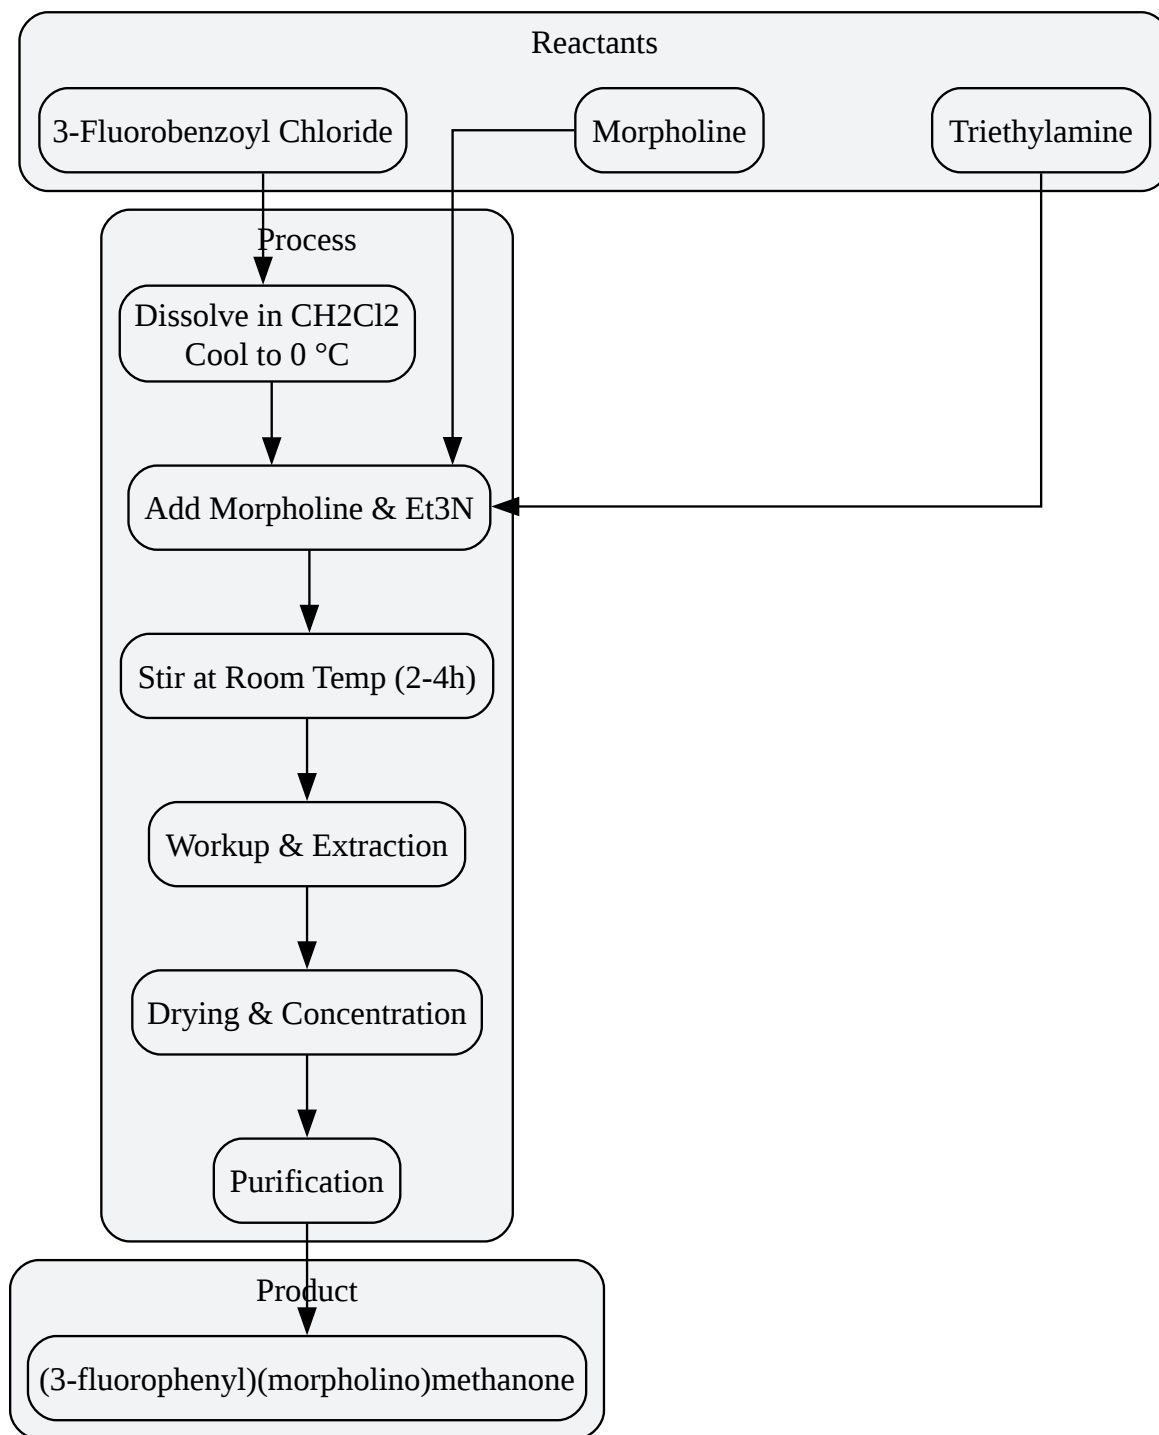 Reactants
3-Fluorobenzoyl Chloride
Morpholine
Triethylamine
Process
Dissolve in CH2Cl2
Cool to 0 °C
Add Morpholine & Et3N
Stir at Room Temp (2-4h)
Workup & Extraction
Drying & Concentration
Purification
Product
(3-fluorophenyl)(morpholino)methanone